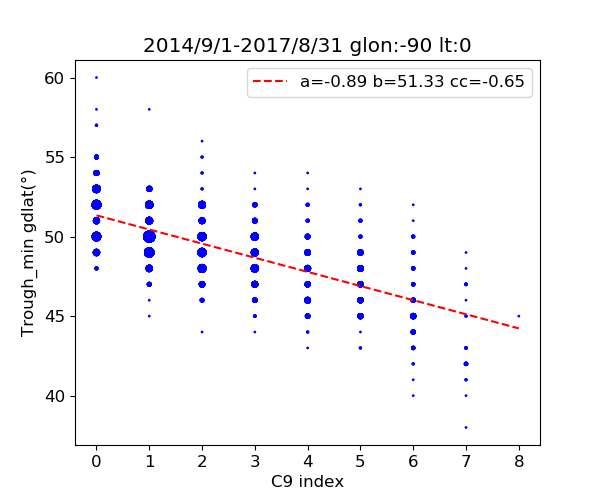 2014/9/1-2017/8/31 glon:-90 lt:0
a=-0.89 b=51.33 cc=-0.65
60
55
50
45
40
Trough_min gdlat(°)
0 1 2 3 4 5 6 7 8
C9 index